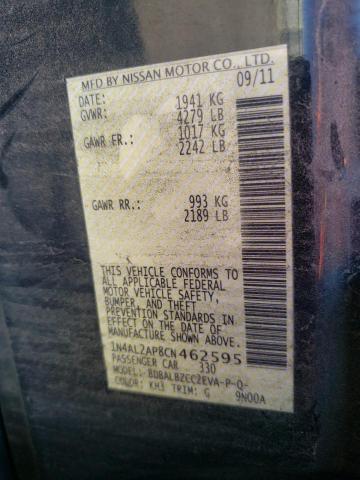 MFD BY NISSAN MOTOR CO., LTD.
DATE: 09/11
GVWR: 1941 KG
4279 LB
GAWR FR.: 1017 KG
2242 LB
GAWR RR.: 993 KG
2189 LB
THIS VEHICLE CONFORMS TO
ALL APPLICABLE FEDERAL
MOTOR VEHICLE SAFETY,
BUMPER, AND THEFT
PREVENTION STANDARDS IN
EFFECT ON THE DATE OF
MANUFACTURE SHOWN ABOVE.
1N4AL2AP8CN462595
PASSENGER CAR 330
MODEL: BDBALBZCC2EVA-P-Q-
COLOR: KH3 TRIM: G 9N00A